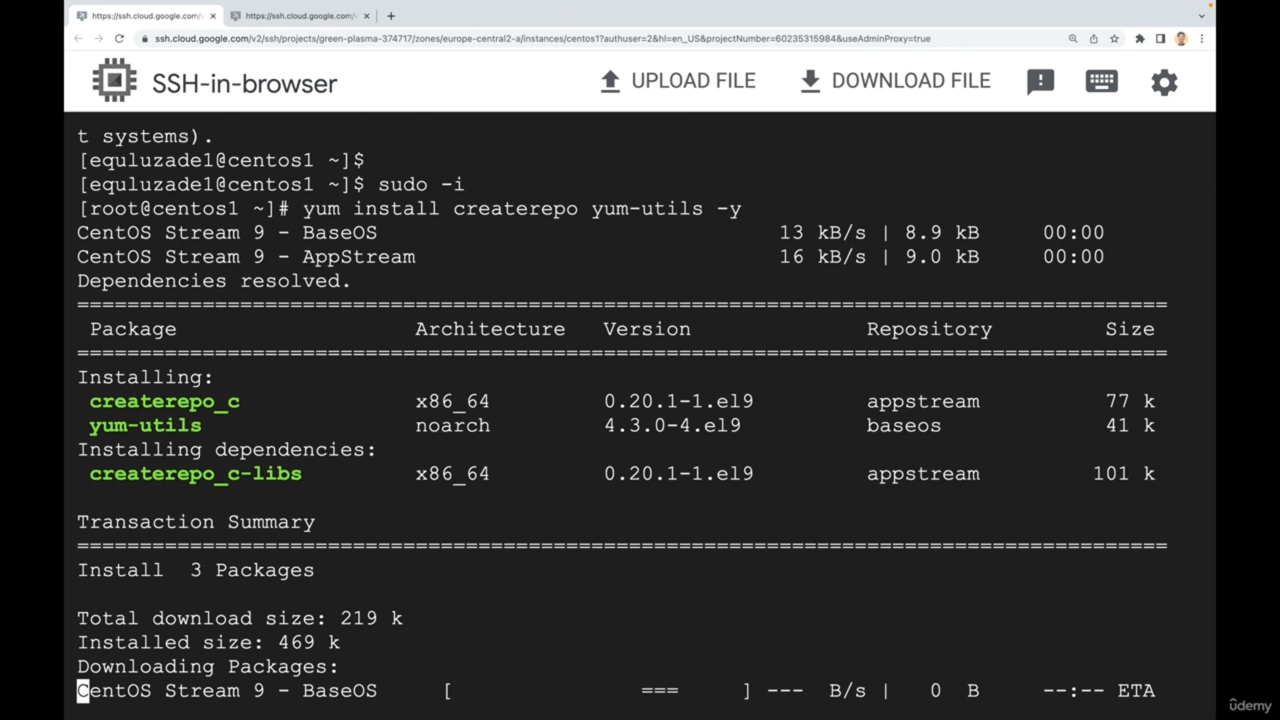 https://ssh.cloud.google.com/v https://ssh.cloud.google.com/v
ssh.cloud.google.com/v2/ssh/projects/green-plasma-374717/zones/europe-central2-a/instances/centos1?authuser=2&hl=en_US&projectNumber=60235315984&useAdminProxy=true
SSH-in-browser UPLOAD FILE DOWNLOAD FILE
t systems).
[equluzade1@centos1 ~]$
[equluzade1@centos1 ~]$ sudo -i
[root@centos1 ~]# yum install createrepo yum-utils -y
CentOS Stream 9 - BaseOS 13 kB/s | 8.9 kB 00:00
CentOS Stream 9 - AppStream 16 kB/s | 9.0 kB 00:00
Dependencies resolved.
=======================================================================================
Package Architecture Version Repository Size
=======================================================================================
Installing:
createrepo_c x86_64 0.20.1-1.el9 appstream 77 k
yum-utils noarch 4.3.0-4.el9 baseos 41 k
Installing dependencies:
createrepo_c-libs x86_64 0.20.1-1.el9 appstream 101 k
Transaction Summary
=======================================================================================
Install 3 Packages
Total download size: 219 k
Installed size: 469 k
Downloading Packages:
CentOS Stream 9 - BaseOS [ === ] --- B/s | 0 B --:-- ETA
ûdemy